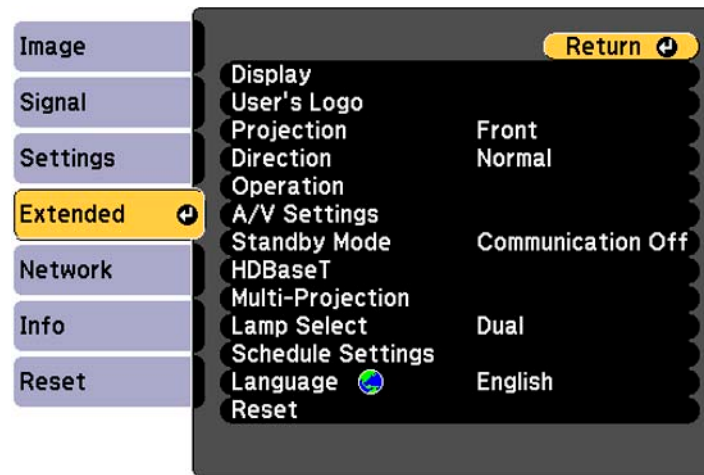 Image
Signal
Settings
Extended
Network
Info
Reset
Return
Display
User's Logo
Projection Front
Direction Normal
Operation
A/V Settings
Standby Mode Communication Off
HDBaseT
Multi-Projection
Lamp Select Dual
Schedule Settings
Language English
Reset